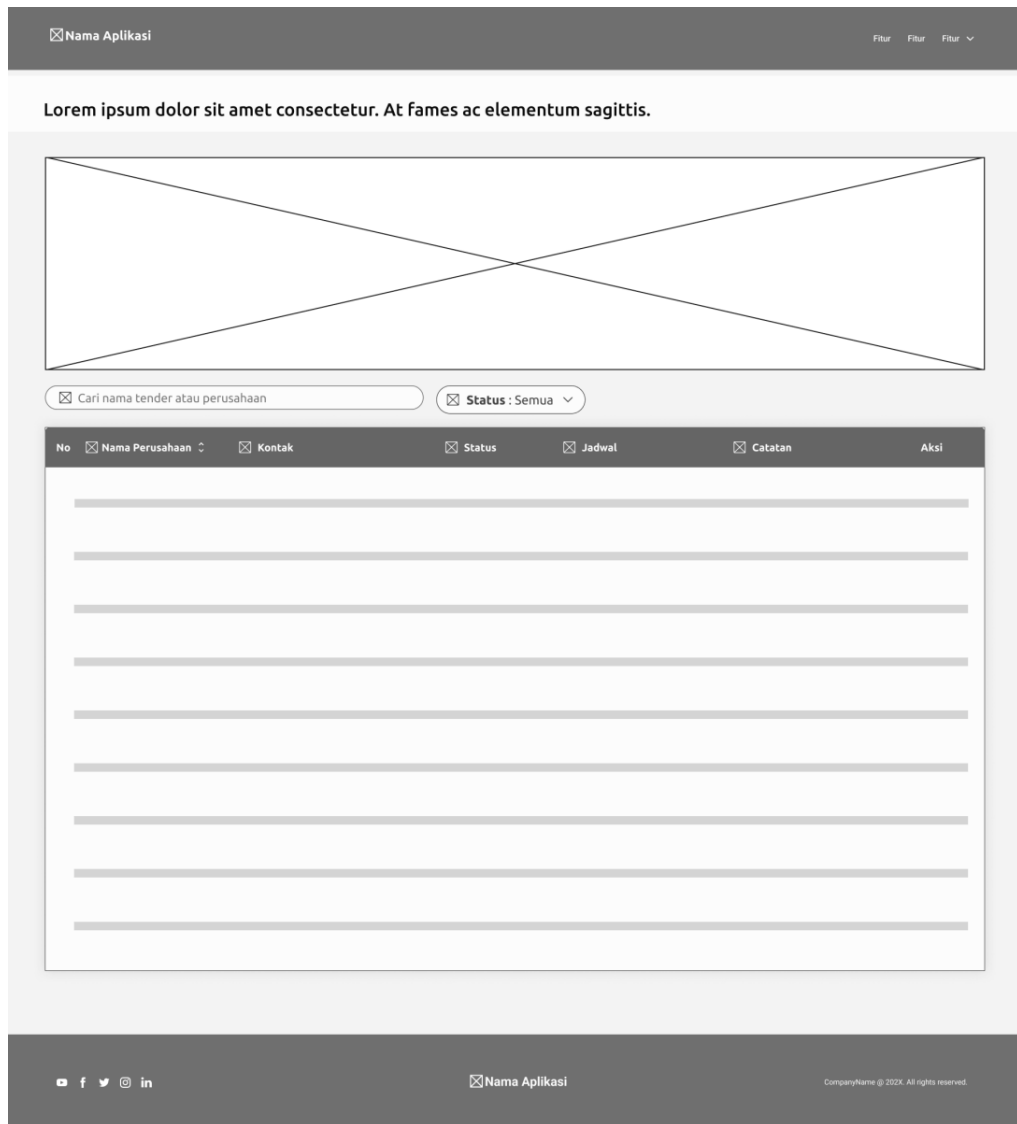 Nama Aplikasi
Fitur Fitur Fitur
Lorem ipsum dolor sit amet consectetur. At fames ac elementum sagittis.
Cari nama tender atau perusahaan
Status : Semua
No Nama Perusahaan Kontak Status Jadwal Catatan Aksi
Nama Aplikasi
CompanyName @ 202X. All rights reserved.